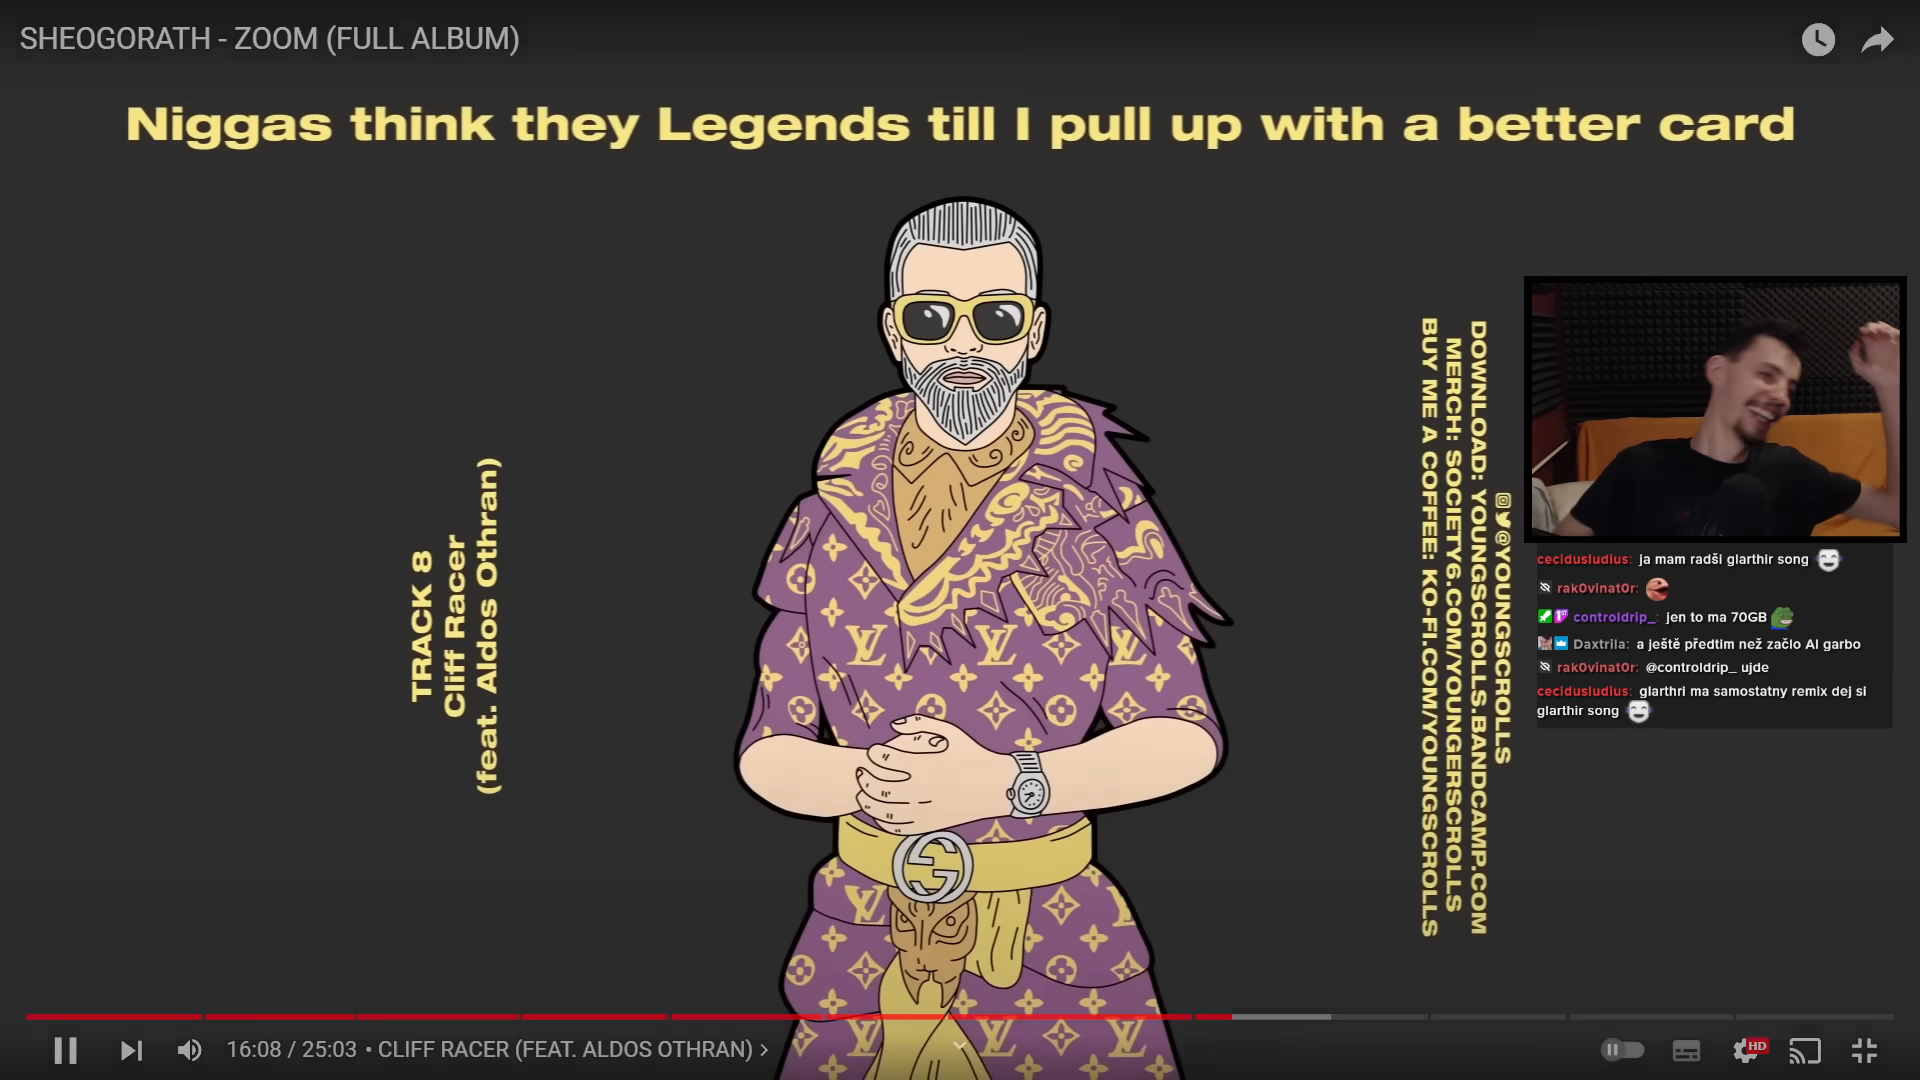 SHEOGORATH - ZOOM (FULL ALBUM)
Niggas think they Legends till I pull up with a better card
TRACK 8
Cliff Racer
(feat. Aldos Othran)
@YOUNGSCROLLS
DOWNLOAD: YOUNGSCROLLS.BANDCAMP.COM
MERCH: SOCIETY6.COM/YOUNGERSCROLLS
BUY ME A COFFEE: KO-FI.COM/YOUNGSCROLLS
cecidusludius: ja mam radši glarthir song
rak0vinat0r:
controldrip_: jen to ma 70GB
Daxtrila: a ještě předtim než začlo AI garbo
rak0vinat0r: @controldrip_ ujde
cecidusludius: glarthri ma samostatny remix dej si
glarthir song
16:08 / 25:03 • CLIFF RACER (FEAT. ALDOS OTHRAN) >
HD